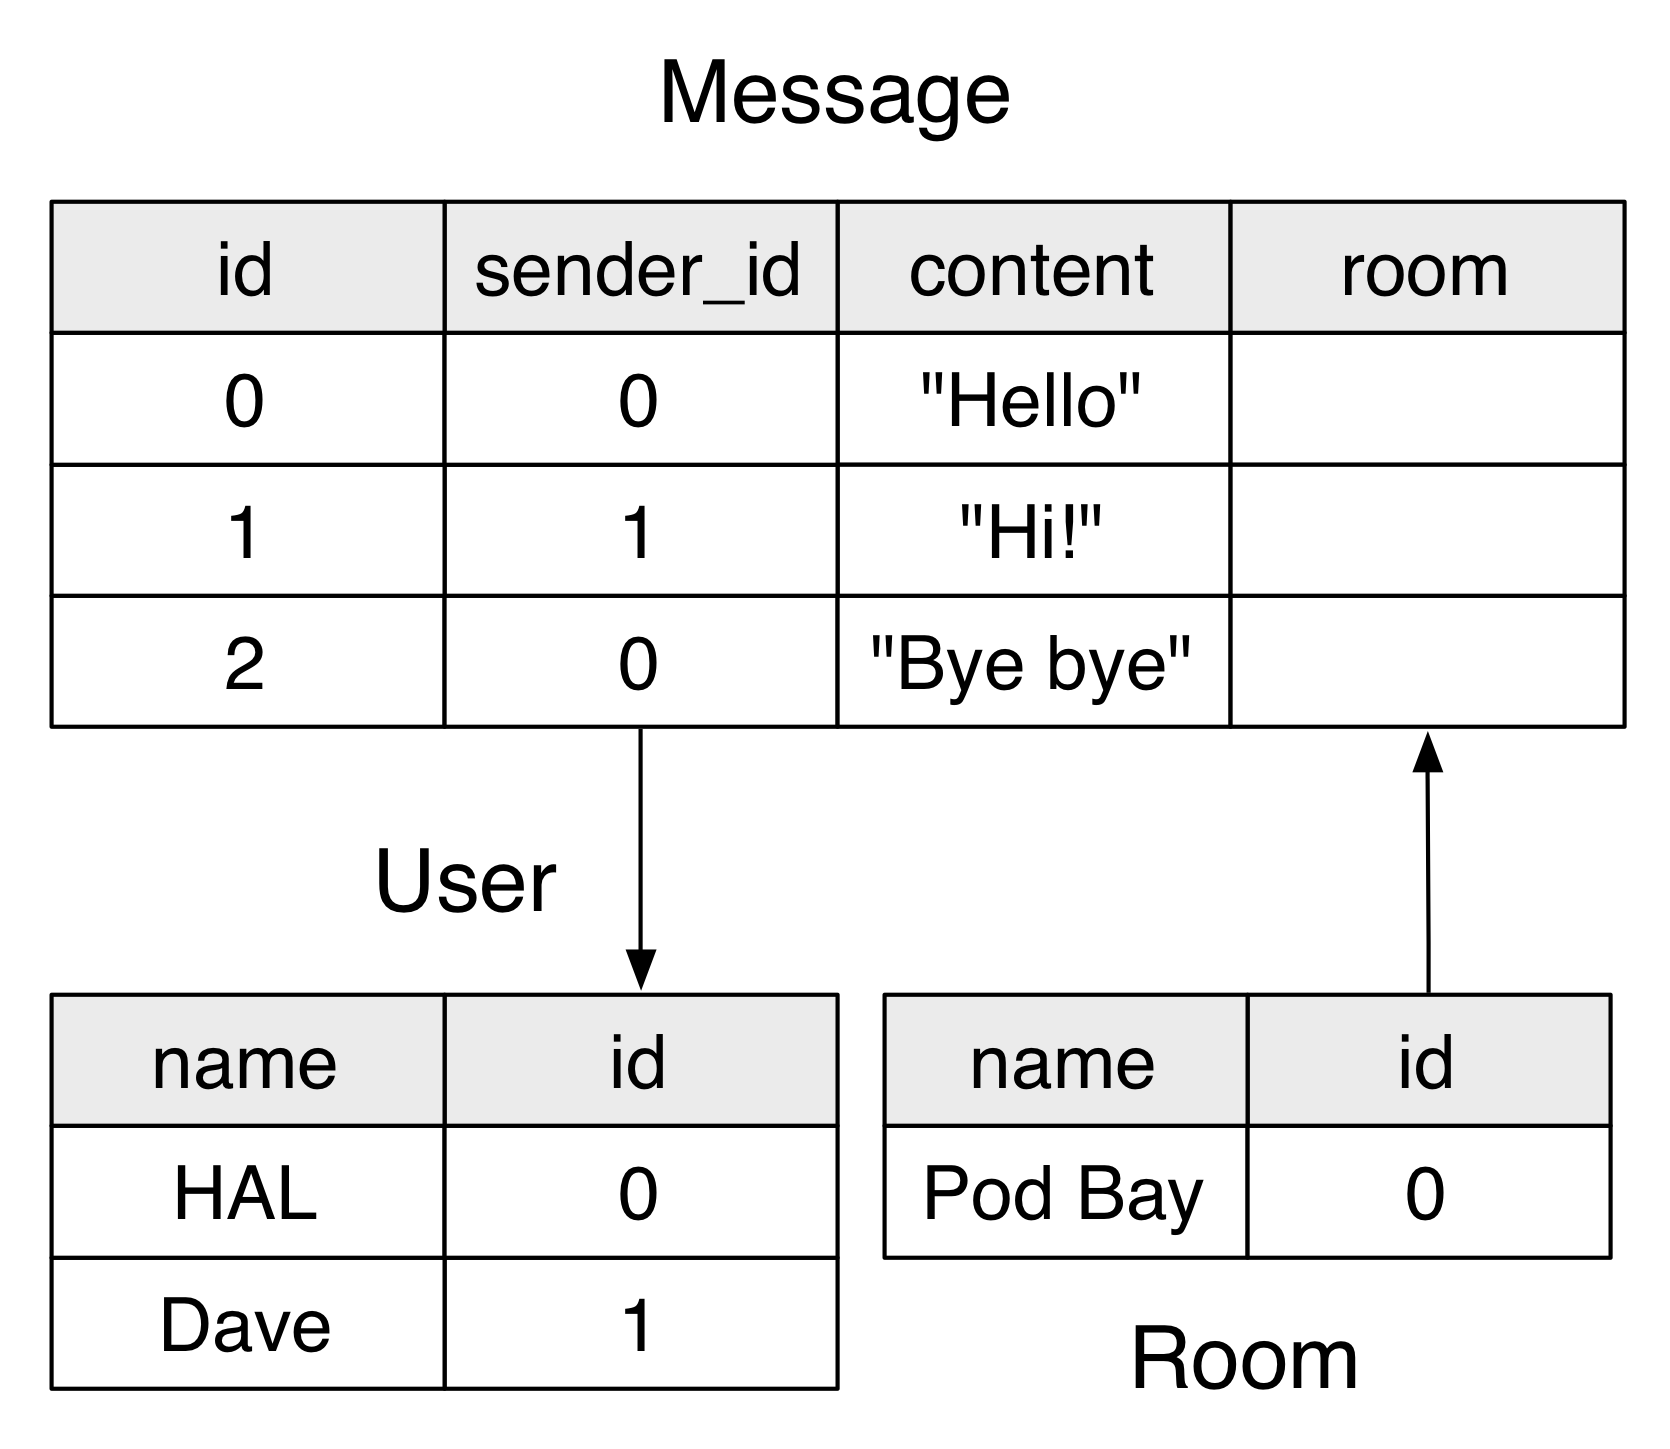 Message
id sender_id content room
0 0 "Hello"
1 1 "Hi!"
2 0 "Bye bye"
User
name id
HAL 0
Dave 1
name id
Pod Bay 0
Room